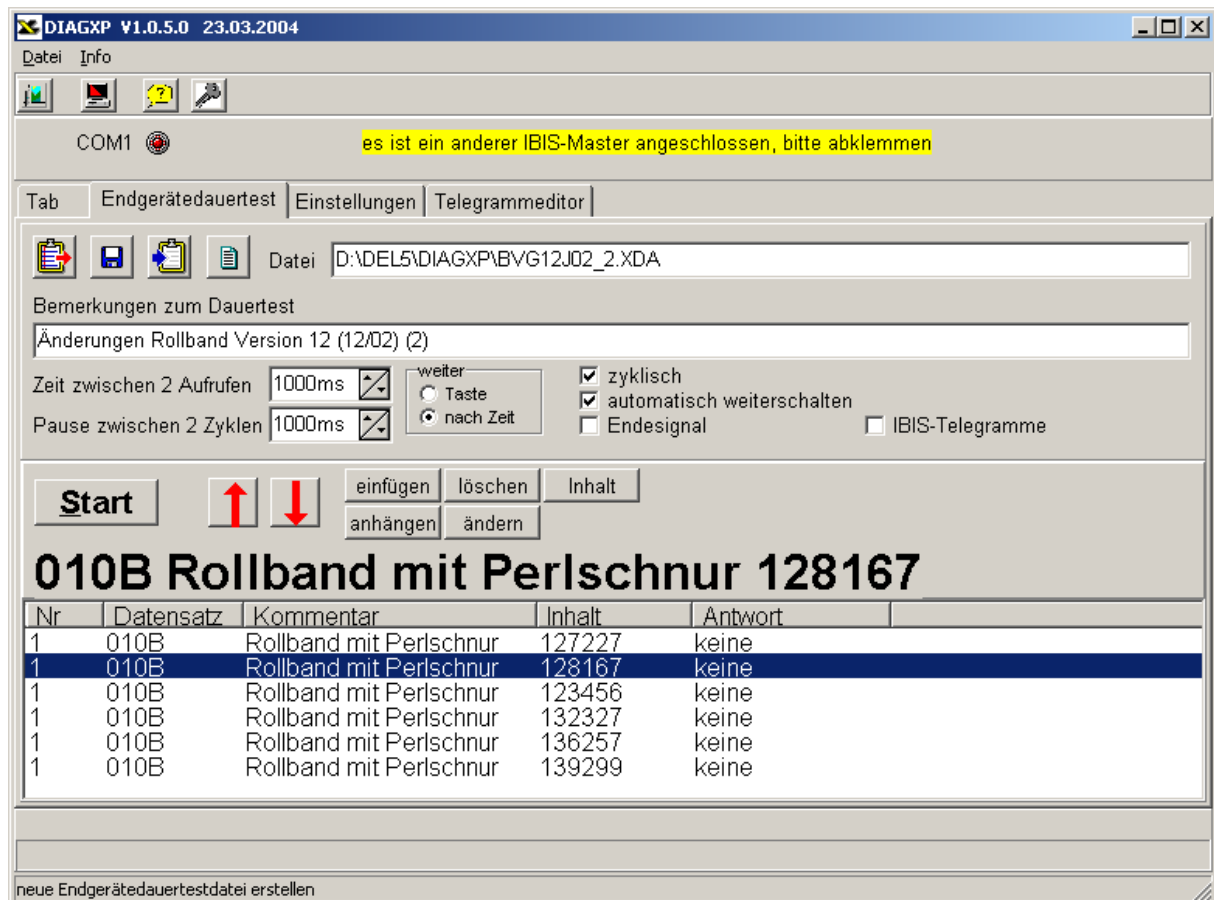 DIAGXP V1.0.5.0 23.03.2004
Datei Info
COM1 es ist ein anderer IBIS-Master angeschlossen, bitte abklemmen
Tab Endgerätedauertest Einstellungen Telegrammeditor
Datei D:\DEL5\DIAGXP\BVG12J02_2.XDA
Bemerkungen zum Dauertest
Änderungen Rollband Version 12 (12/02) (2)
weiter
Zeit zwischen 2 Aufrufen 1000ms Taste zyklisch
automatisch weiterschalten
Pause zwischen 2 Zyklen 1000ms nach Zeit Endesignal IBIS-Telegramme
Start einfügen löschen Inhalt
anhängen ändern
010B Rollband mit Perlschnur 128167
Nr Datensatz Kommentar Inhalt Antwort
1 010B Rollband mit Perlschnur 127227 keine
1 010B Rollband mit Perlschnur 128167 keine
1 010B Rollband mit Perlschnur 123456 keine
1 010B Rollband mit Perlschnur 132327 keine
1 010B Rollband mit Perlschnur 136257 keine
1 010B Rollband mit Perlschnur 139299 keine
neue Endgerätedauertestdatei erstellen